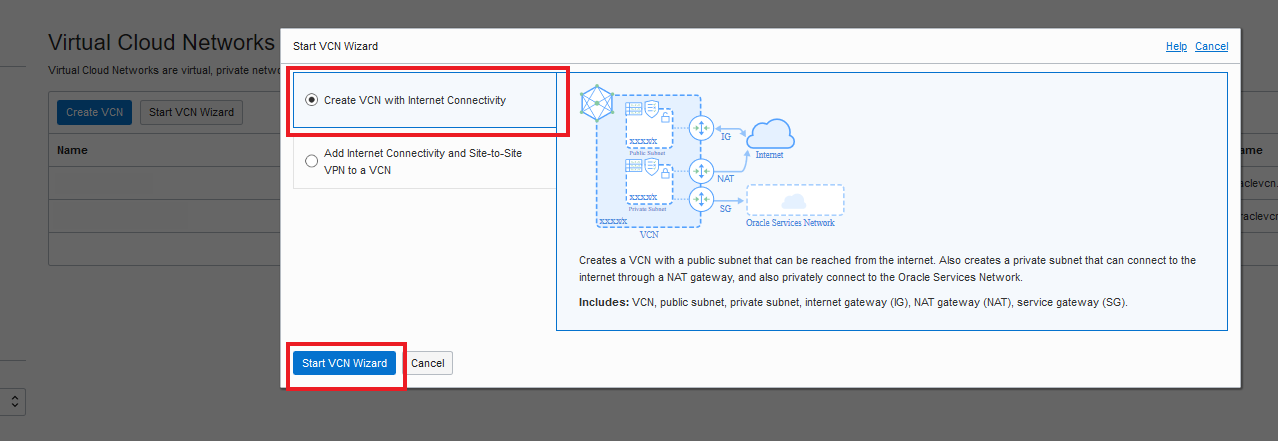 Virtual Cloud Networks
Virtual Cloud Networks are virtual, private netwo
Create VCN
Start VCN Wizard
Name
Start VCN Wizard
Help
Cancel
Create VCN with Internet Connectivity
Add Internet Connectivity and Site-to-Site
VPN to a VCN
XXXX/X
Public Subnet
IG
Internet
NAT
XXXX/X
Private Subnet
SG
Oracle Services Network
XXXX/X
VCN
Creates a VCN with a public subnet that can be reached from the internet. Also creates a private subnet that can connect to the
internet through a NAT gateway, and also privately connect to the Oracle Services Network.
Includes: VCN, public subnet, private subnet, internet gateway (IG), NAT gateway (NAT), service gateway (SG).
Start VCN Wizard
Cancel
ame
aclevcn.
raclevc